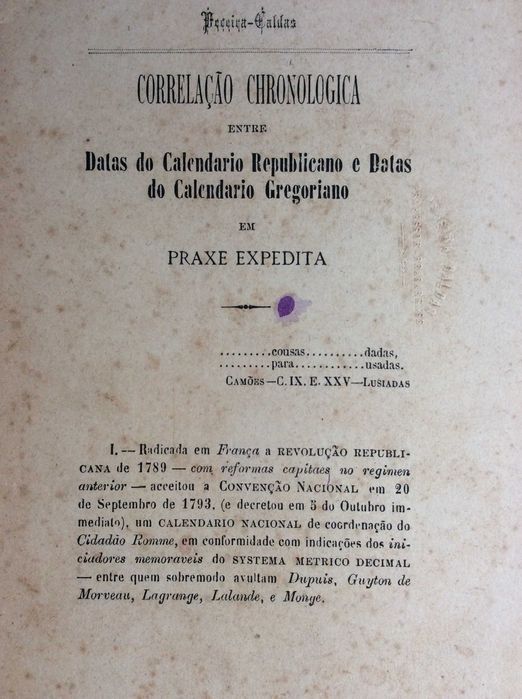 Pereira-Caldas
CORRELAÇÃO CHRONOLOGICA
ENTRE
Datas do Calendario Republicano e Datas
do Calendario Gregoriano
EM
PRAXE EXPEDITA
.........cousas..........dadas,
.........para............usadas.
CAMÕES—C. IX. E. XXV—LUSIADAS
I.—Radicada em França a REVOLUÇÃO REPUBLI-
CANA de 1789 — com reformas capitaes no regimen
anterior — acceitou a CONVENÇÃO NACIONAL em 20
de Septembro de 1793, (e decretou em 5 do Outubro im-
mediato), um CALENDARIO NACIONAL de coordenação do
Cidadão Romme, em conformidade com indicações dos ini-
ciadores memoraveis do SYSTEMA METRICO DECIMAL
— entre quem sobremodo avultam Dupuis, Guyton de
Morveau, Lagrange, Lalande, e Monge.